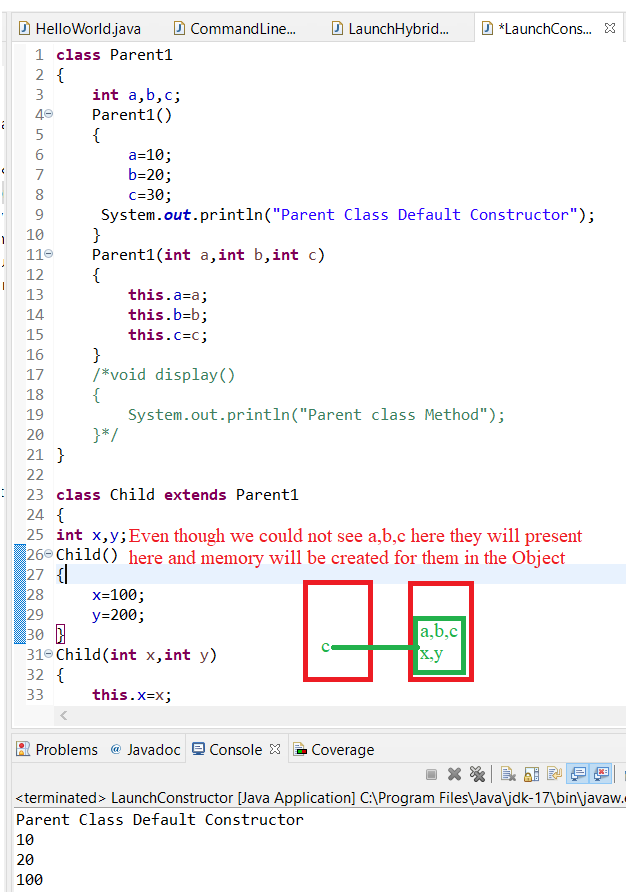 HelloWorld.java CommandLine... LaunchHybrid... *LaunchCons...
1 class Parent1
2 {
3 int a,b,c;
4 Parent1()
5 {
6 a=10;
7 b=20;
8 c=30;
9 System.out.println("Parent Class Default Constructor");
10 }
11 Parent1(int a,int b,int c)
12 {
13 this.a=a;
14 this.b=b;
15 this.c=c;
16 }
17 /*void display()
18 {
19 System.out.println("Parent class Method");
20 }*/
21 }
22
23 class Child extends Parent1
24 {
25 int x,y; Even though we could not see a,b,c here they will present
26 Child() here and memory will be created for them in the Object
27 {
28 x=100;
29 y=200;
30 }
a,b,c
c x,y
31 Child(int x,int y)
32 {
33 this.x=x;
Problems @ Javadoc Console Coverage
<terminated> LaunchConstructor [Java Application] C:\Program Files\Java\jdk-17\bin\javaw.
Parent Class Default Constructor
10
20
100